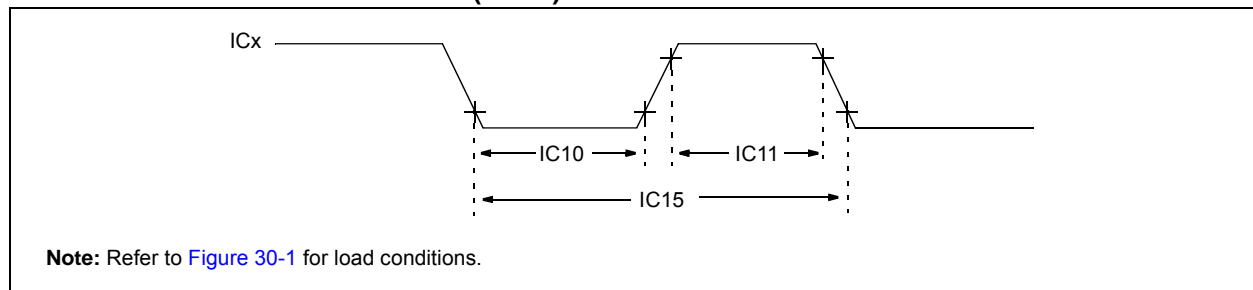 ICx
IC10
IC11
IC15
Note: Refer to Figure 30-1 for load conditions.